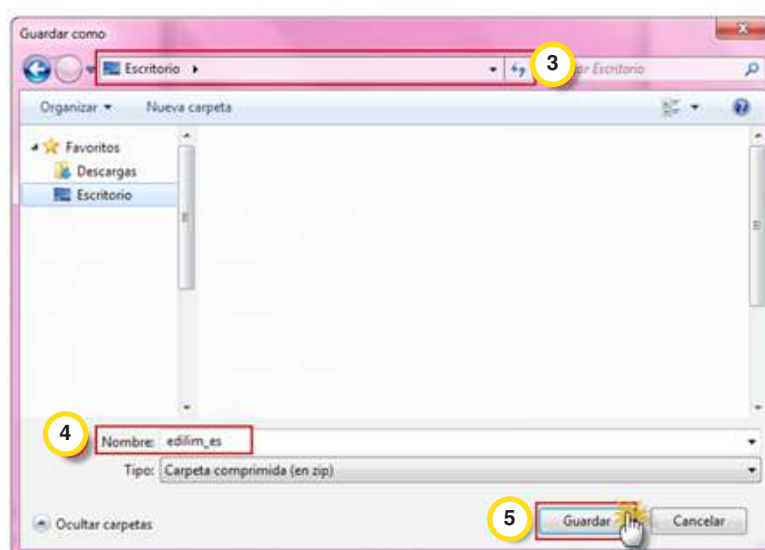 Guardar como
Escritorio
3
Escritorio
Organizar
Nueva carpeta
Favoritos
Descargas
Escritorio
4
Nombre: edilim_es
Tipo: Carpeta comprimida (en zip)
Ocultar carpetas
5
Guardar
Cancelar